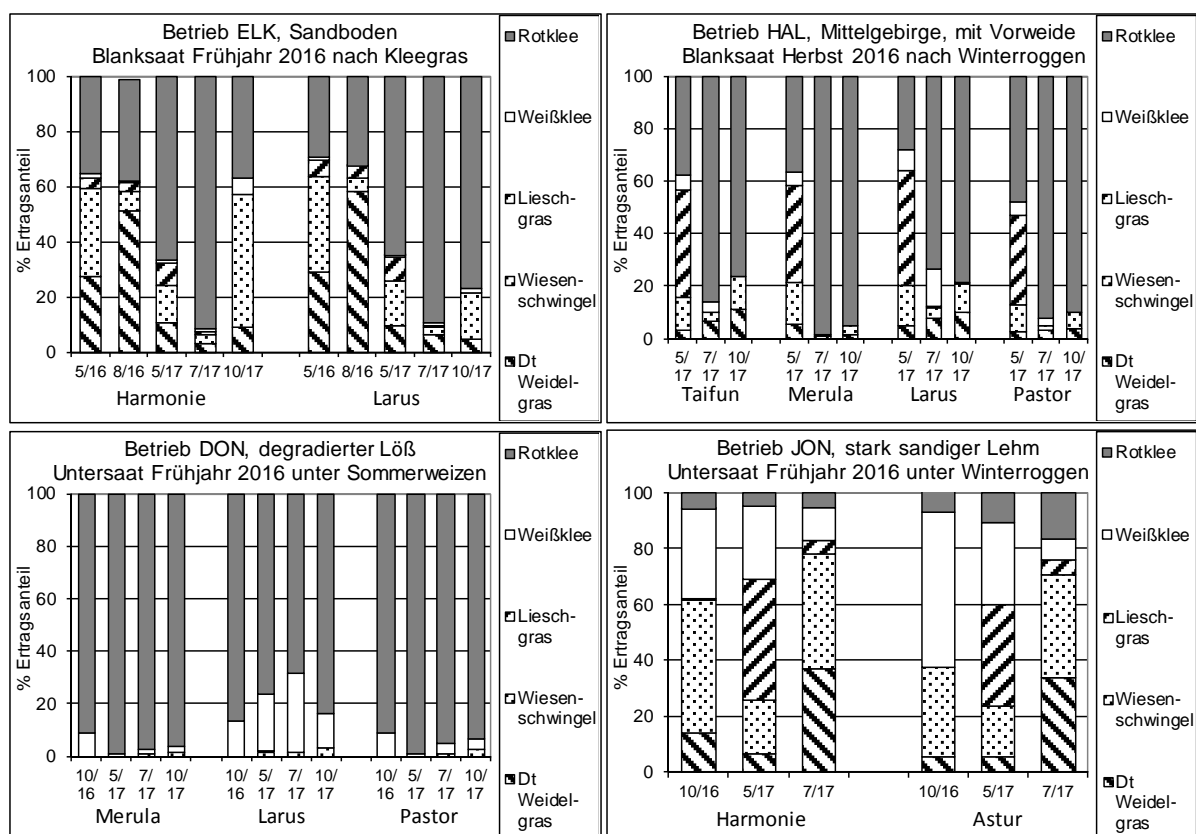 Betrieb ELK, Sandboden
Blanksaat Frühjahr 2016 nach Kleegras
% Ertragsanteil
100
80
60
40
20
0
5/16 8/16 5/17 7/17 10/17 5/16 8/16 5/17 7/17 10/17
Harmonie Larus
Rotklee
Weißklee
Liesch-
gras
Wiesen-
schwingel
Dt
Weidel-
gras
Betrieb HAL, Mittelgebirge, mit Vorweide
Blanksaat Herbst 2016 nach Winterroggen
% Ertragsanteil
100
80
60
40
20
0
5/ 7/ 10/ 5/ 7/ 10/ 5/ 7/ 10/ 5/ 7/ 10/
17 17 17 17 17 17 17 17 17 17 17 17
Taifun Merula Larus Pastor
Rotklee
Weißklee
Liesch-
gras
Wiesen-
schwingel
Dt
Weidel-
gras
Betrieb DON, degradierter Löß
Untersaat Frühjahr 2016 unter Sommerweizen
% Ertragsanteil
100
80
60
40
20
0
10/ 5/ 7/ 10/ 10/ 5/ 7/ 10/ 10/ 5/ 7/ 10/
16 17 17 17 16 17 17 17 16 17 17 17
Merula Larus Pastor
Rotklee
Weißklee
Liesch-
gras
Wiesen-
schwingel
Dt
Weidel-
gras
Betrieb JON, stark sandiger Lehm
Untersaat Frühjahr 2016 unter Winterroggen
% Ertragsanteil
100
80
60
40
20
0
10/16 5/17 7/17 10/16 5/17 7/17
Harmonie Astur
Rotklee
Weißklee
Liesch-
gras
Wiesen-
schwingel
Dt
Weidel-
gras